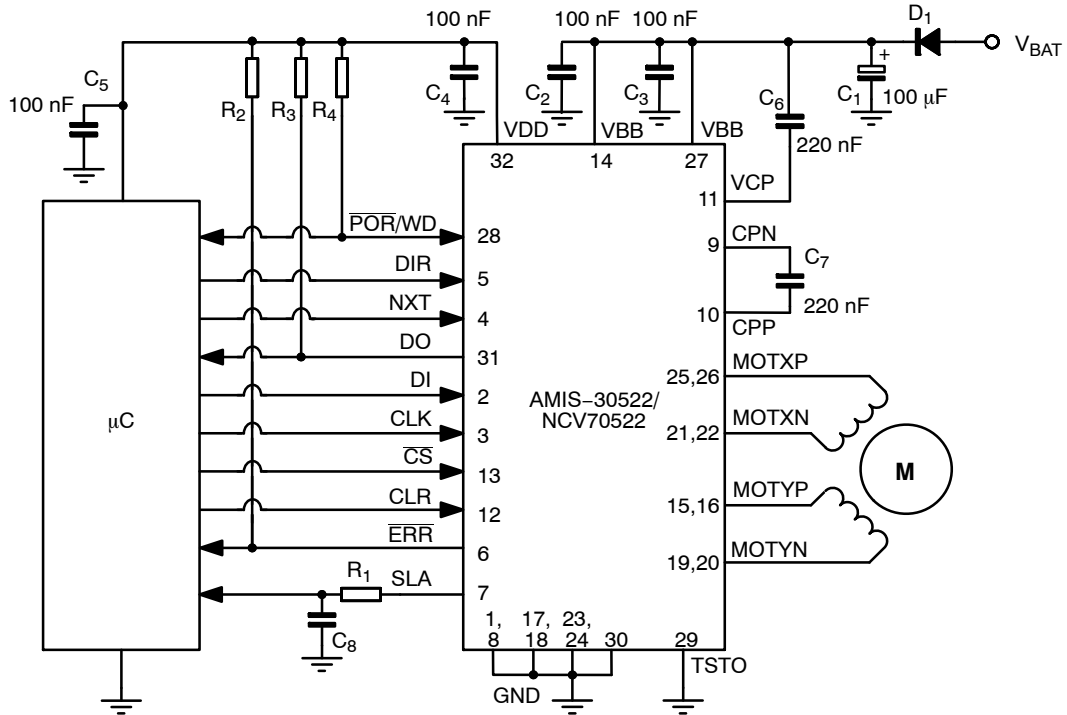 100 nF
100 nF
100 nF
D1
VBAT
C5
100 nF
R2
R3
R4
C4
C2
C3
C6
C1
100 µF
220 nF
VDD
VBB
VBB
32
14
27
11
VCP
P̅O̅R̅/WD
28
9
CPN
DIR
5
C7
NXT
4
220 nF
10
CPP
DO
31
MOTXP
25,26
DI
2
AMIS–30522/
NCV70522
µC
CLK
3
21,22
MOTXN
C̅S̅
13
M
CLR
12
15,16
MOTYP
E̅R̅R̅
6
19,20
MOTYN
R1
SLA
7
C8
1,
8
17,
18
23,
24
30
29
TSTO
GND
+